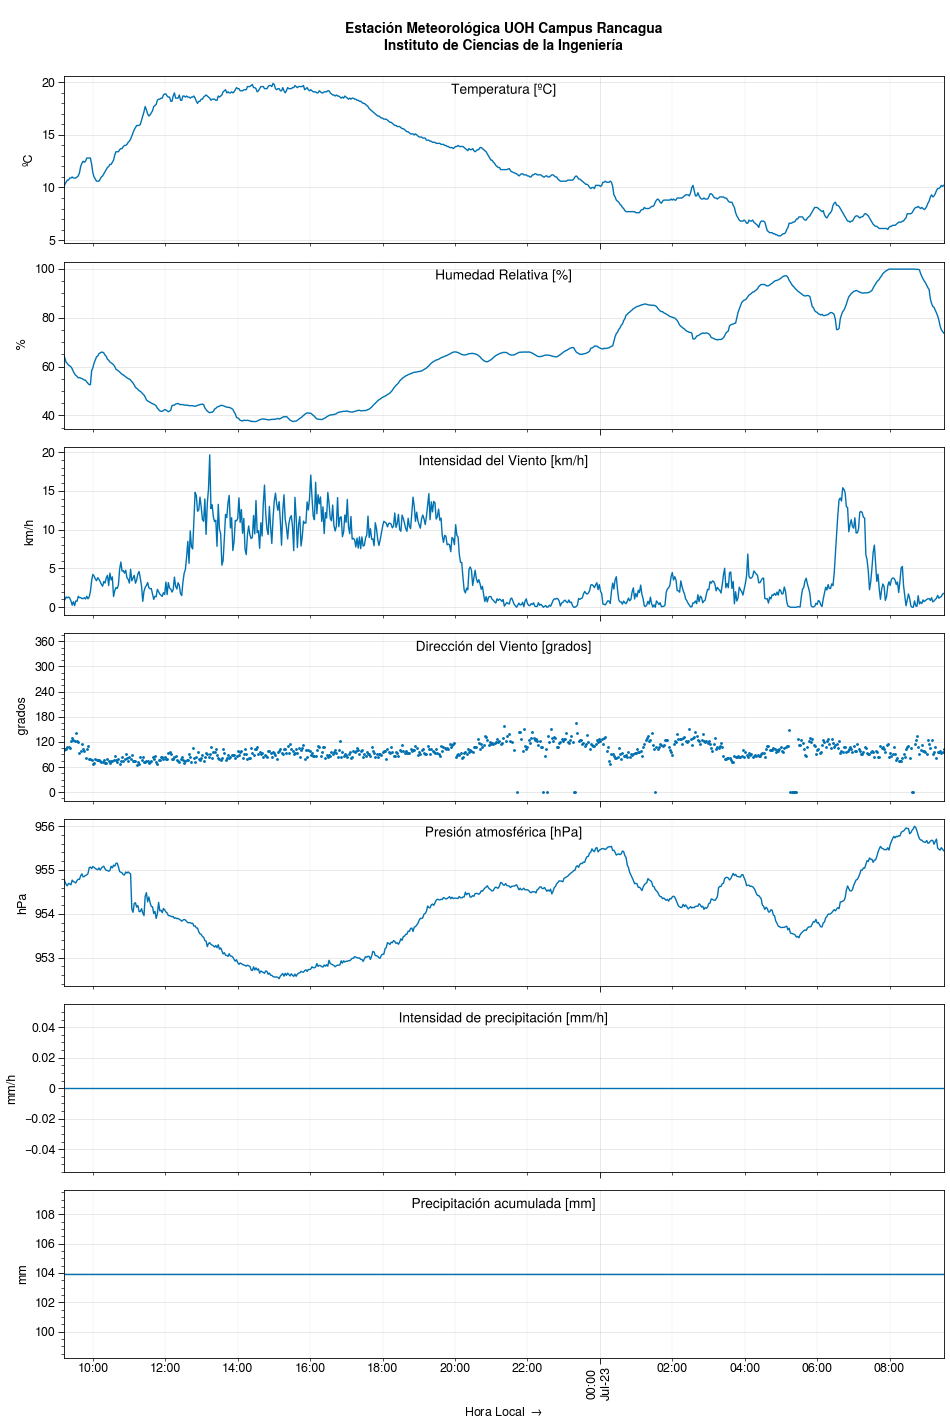 Estación Meteorológica UOH Campus Rancagua
Instituto de Ciencias de la Ingeniería
Temperatura [ºC]
ºC
20
15
10
5
Humedad Relativa [%]
%
100
80
60
40
Intensidad del Viento [km/h]
km/h
20
15
10
5
0
Dirección del Viento [grados]
grados
360
300
240
180
120
60
0
Presión atmosférica [hPa]
hPa
956
955
954
953
Intensidad de precipitación [mm/h]
mm/h
0.04
0.02
0
−0.02
−0.04
Precipitación acumulada [mm]
mm
108
106
104
102
100
10:00 12:00 14:00 16:00 18:00 20:00 22:00 00:00 02:00 04:00 06:00 08:00
Jul-23
Hora Local →